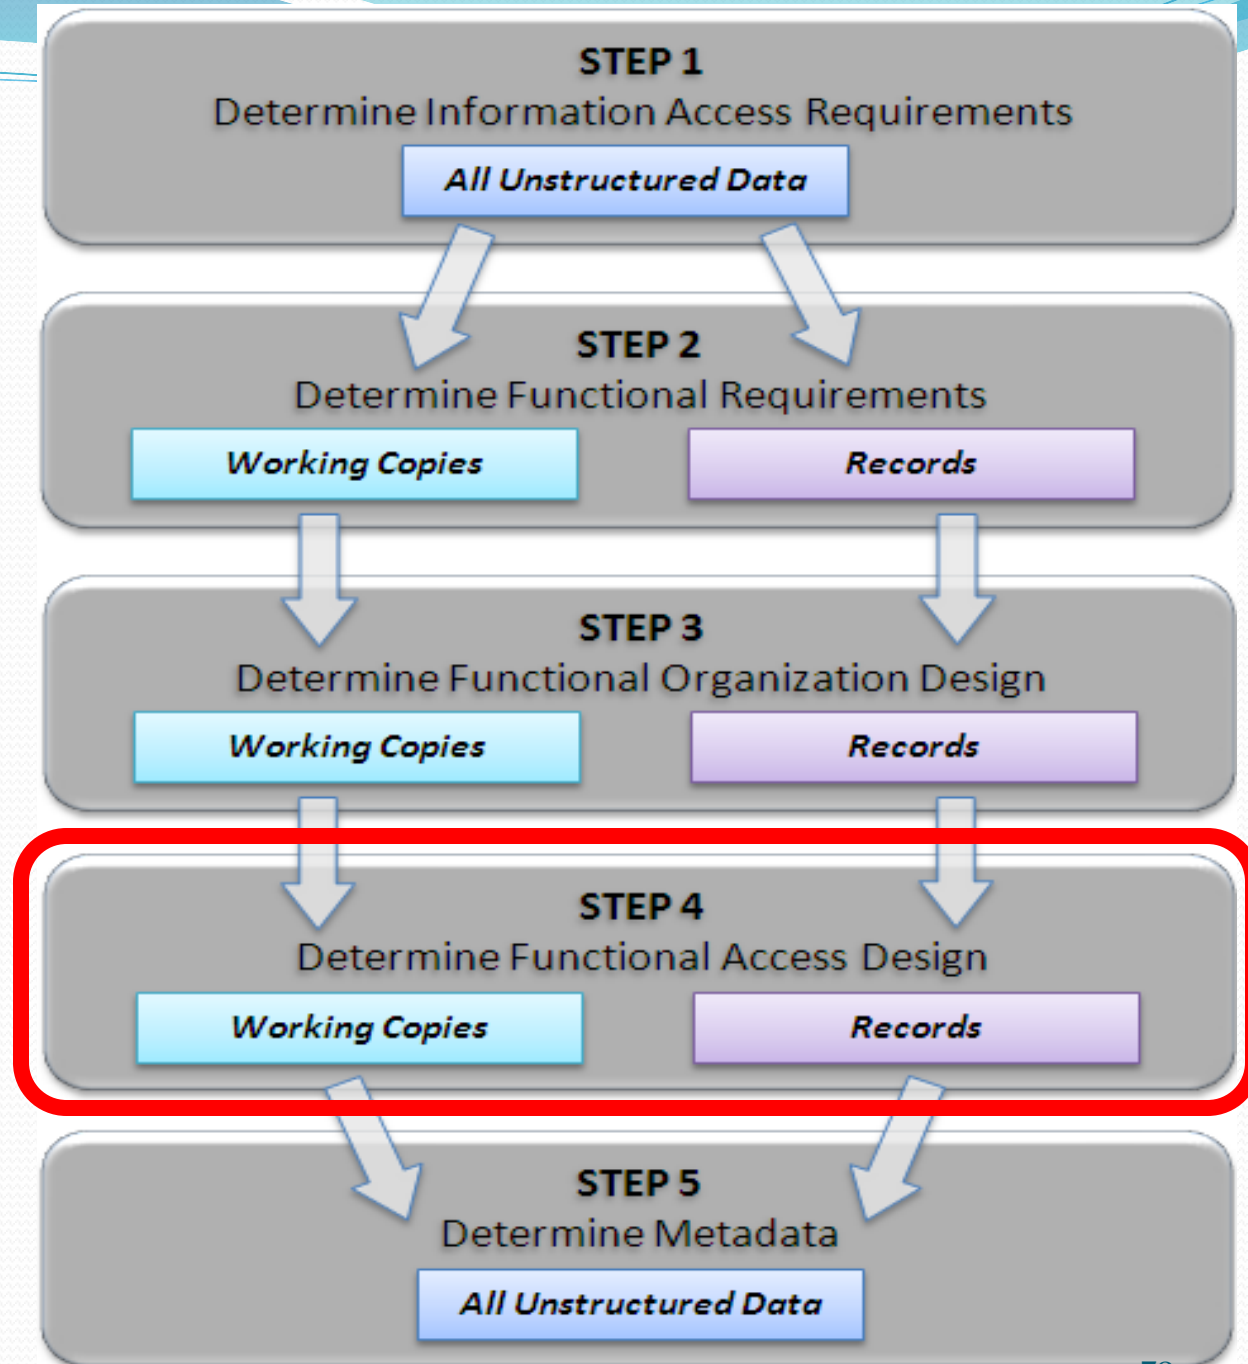 STEP 1
Determine Information Access Requirements
All Unstructured Data
STEP 2
Determine Functional Requirements
Working Copies
Records
STEP 3
Determine Functional Organization Design
Working Copies
Records
STEP 4
Determine Functional Access Design
Working Copies
Records
STEP 5
Determine Metadata
All Unstructured Data